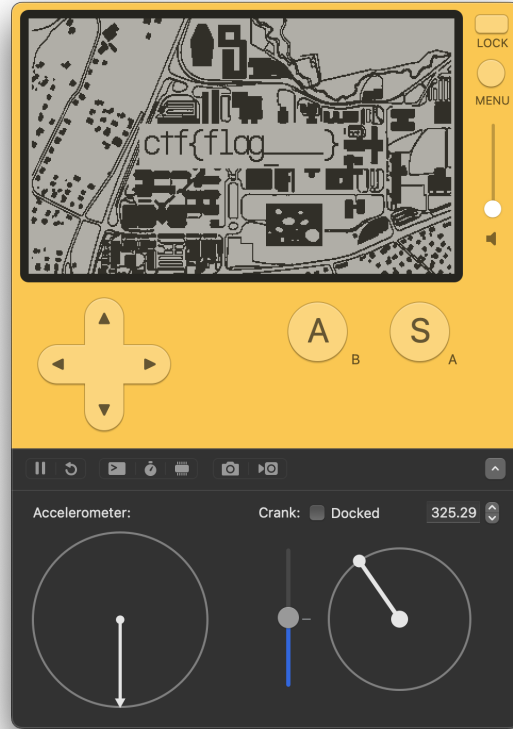 LOCK
MENU
ctf{flag____}
A
B
S
A
Accelerometer:
Crank:
Docked
325.29